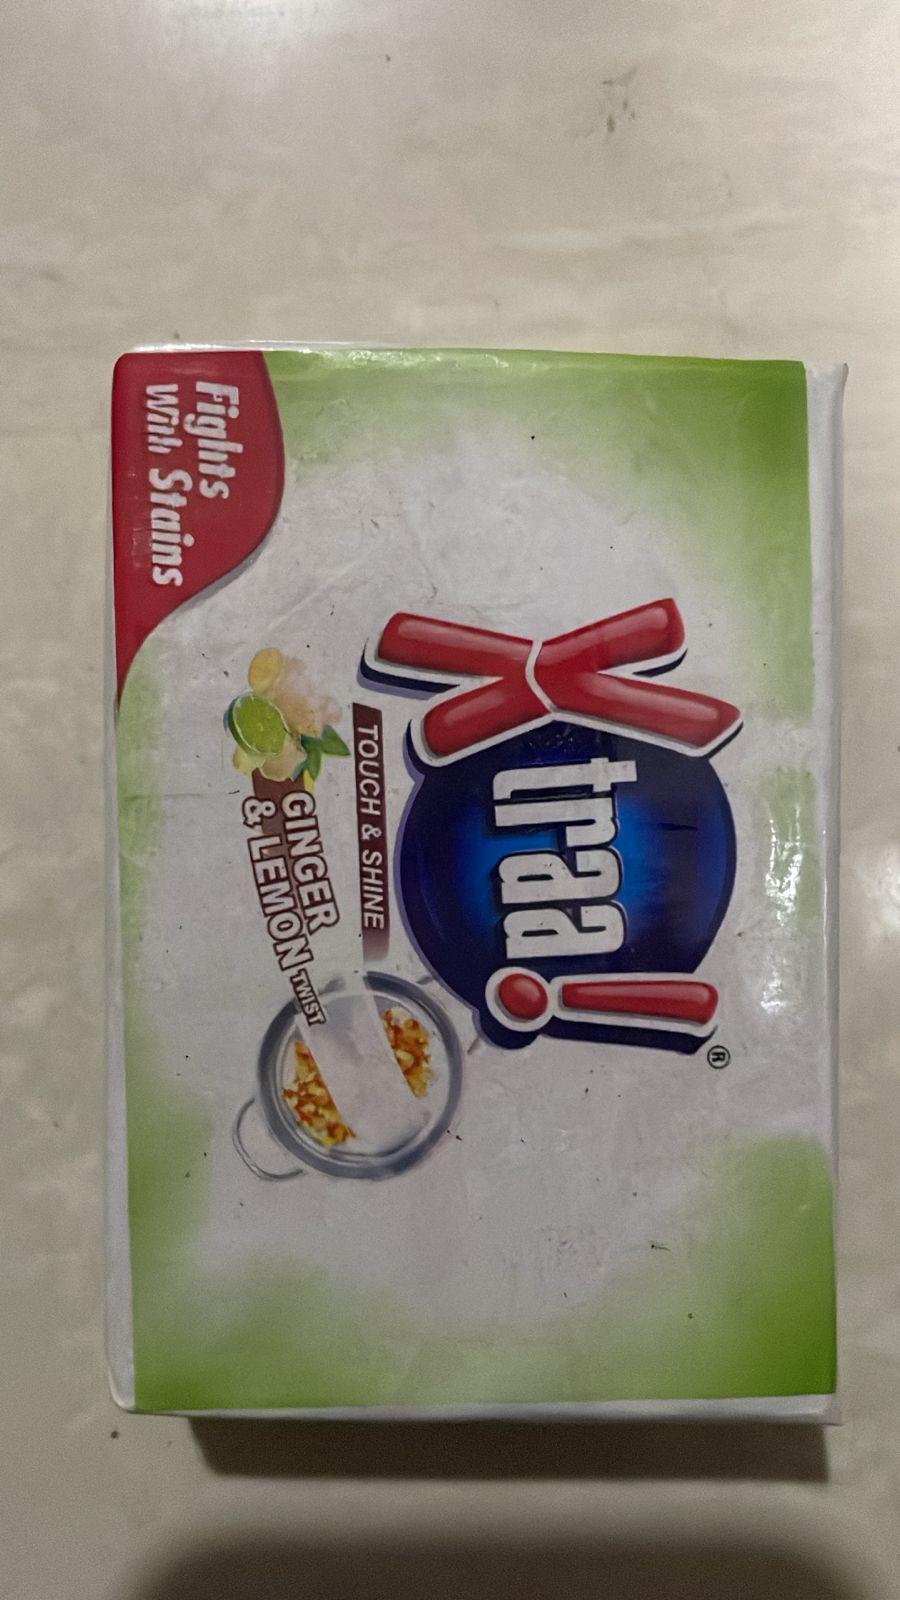 Fights
With Stains
Xtraa!®
TOUCH & SHINE
GINGER
& LEMON TWIST